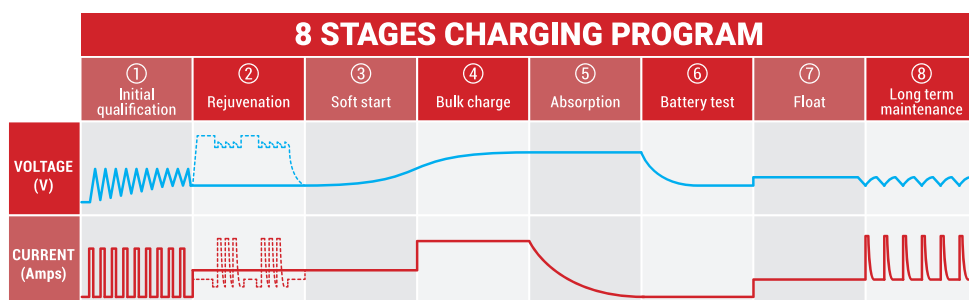 8 STAGES CHARGING PROGRAM
① Initial qualification
② Rejuvenation
③ Soft start
④ Bulk charge
⑤ Absorption
⑥ Battery test
⑦ Float
⑧ Long term maintenance
VOLTAGE
(V)
CURRENT
(Amps)